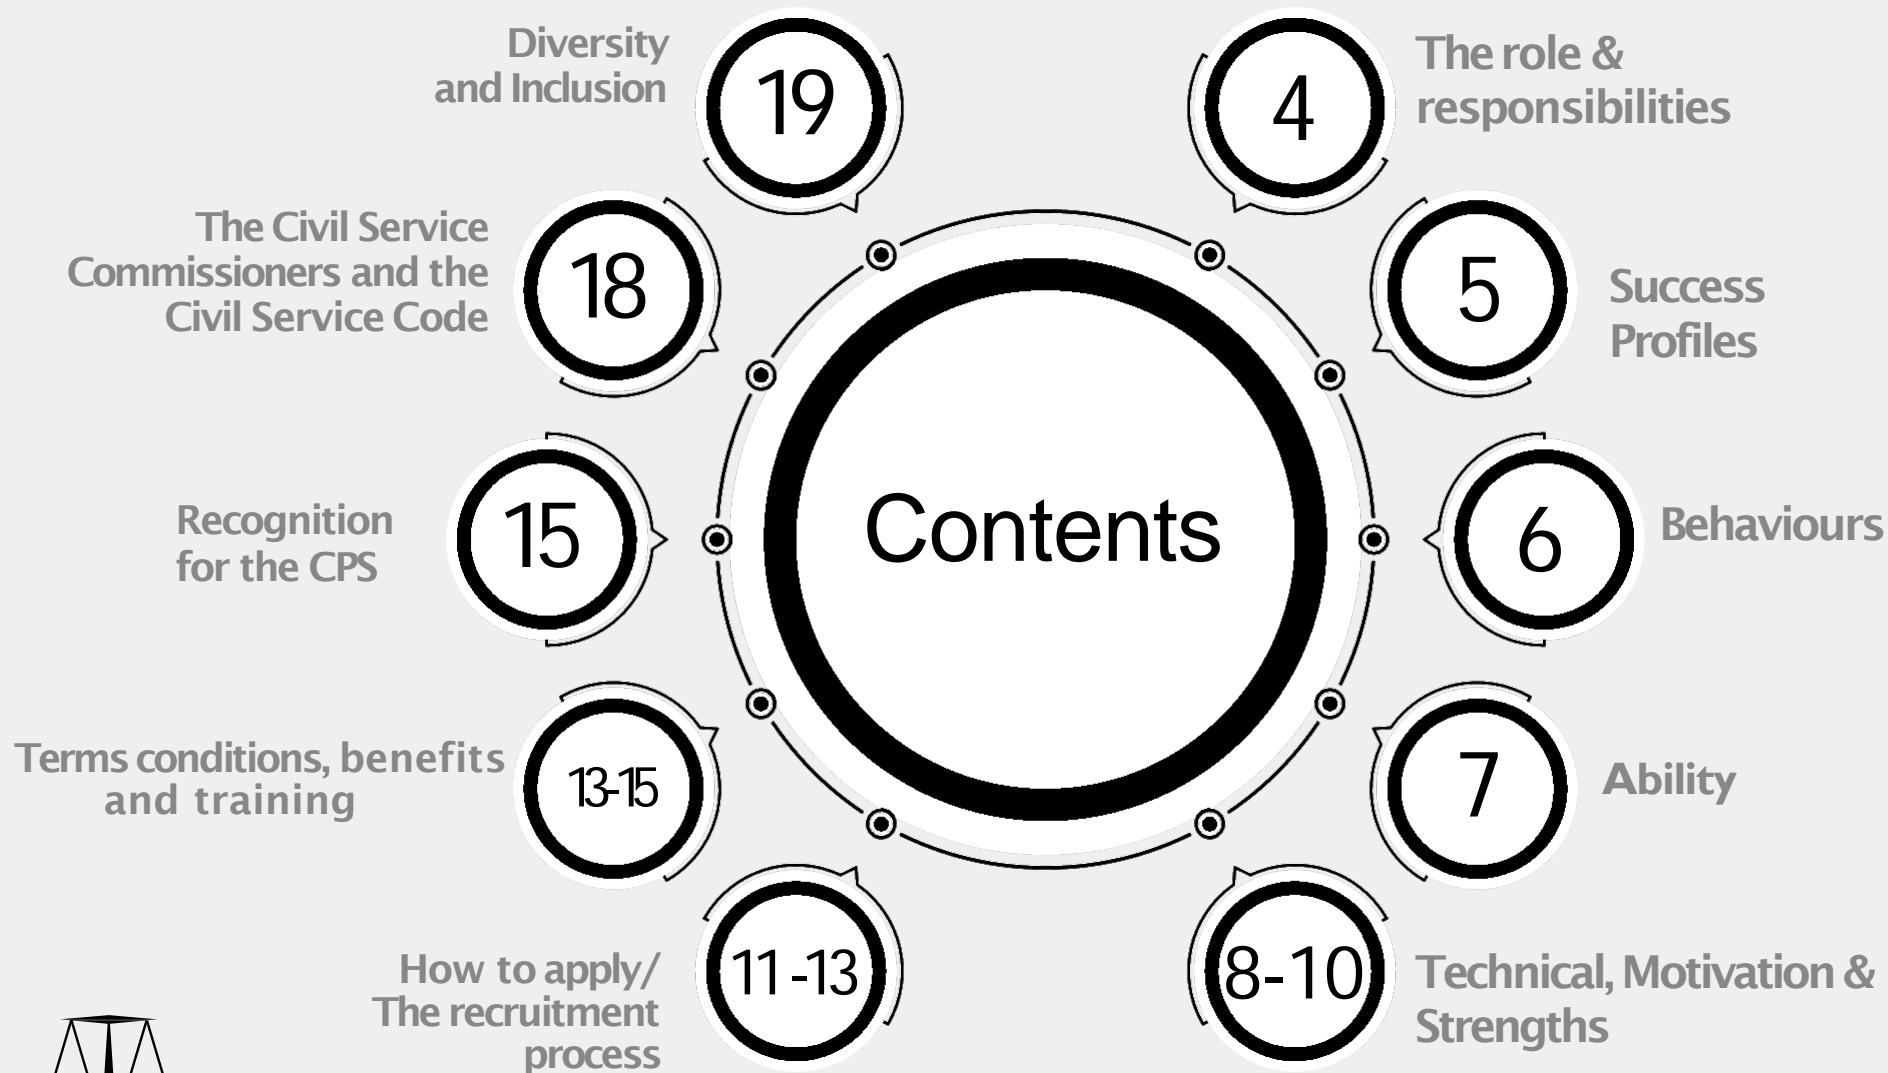 Contents
4
The role &
responsibilities
5
Success
Profiles
6
Behaviours
7
Ability
8-10
Technical, Motivation &
Strengths
11-13
How to apply/
The recruitment
process
13-15
Terms conditions, benefits
and training
15
Recognition
for the CPS
18
The Civil Service
Commissioners and the
Civil Service Code
19
Diversity
and Inclusion